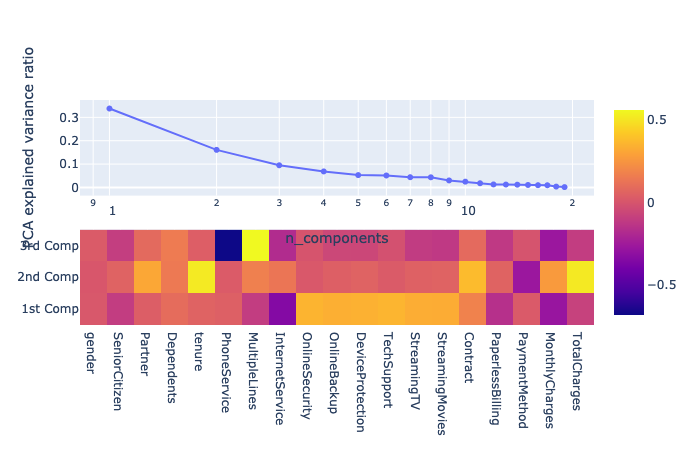 PCA explained variance ratio
0.3
0.2
0.1
0
9 1 2 3 4 5 6 7 8 9 10 2
n_components
3rd Comp
2nd Comp
1st Comp
gender
SeniorCitizen
Partner
Dependents
tenure
PhoneService
MultipleLines
InternetService
OnlineSecurity
OnlineBackup
DeviceProtection
TechSupport
StreamingTV
StreamingMovies
Contract
PaperlessBilling
PaymentMethod
MonthlyCharges
TotalCharges
0.5
0
−0.5